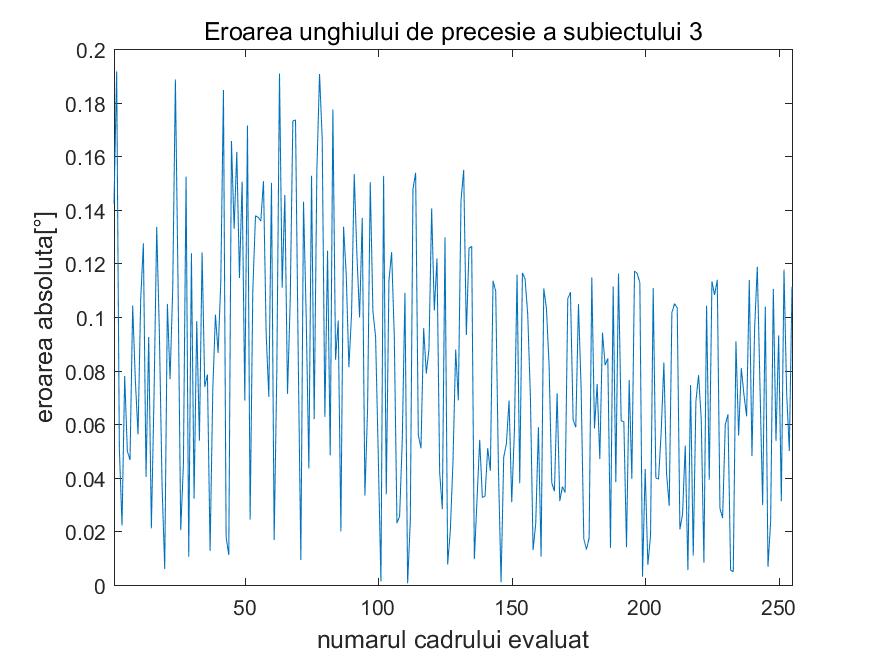 Eroarea unghiului de precesie a subiectului 3
0.2
0.18
0.16
0.14
0.12
0.1
0.08
0.06
0.04
0.02
0
eroarea absoluta[°]
50 100 150 200 250
numarul cadrului evaluat